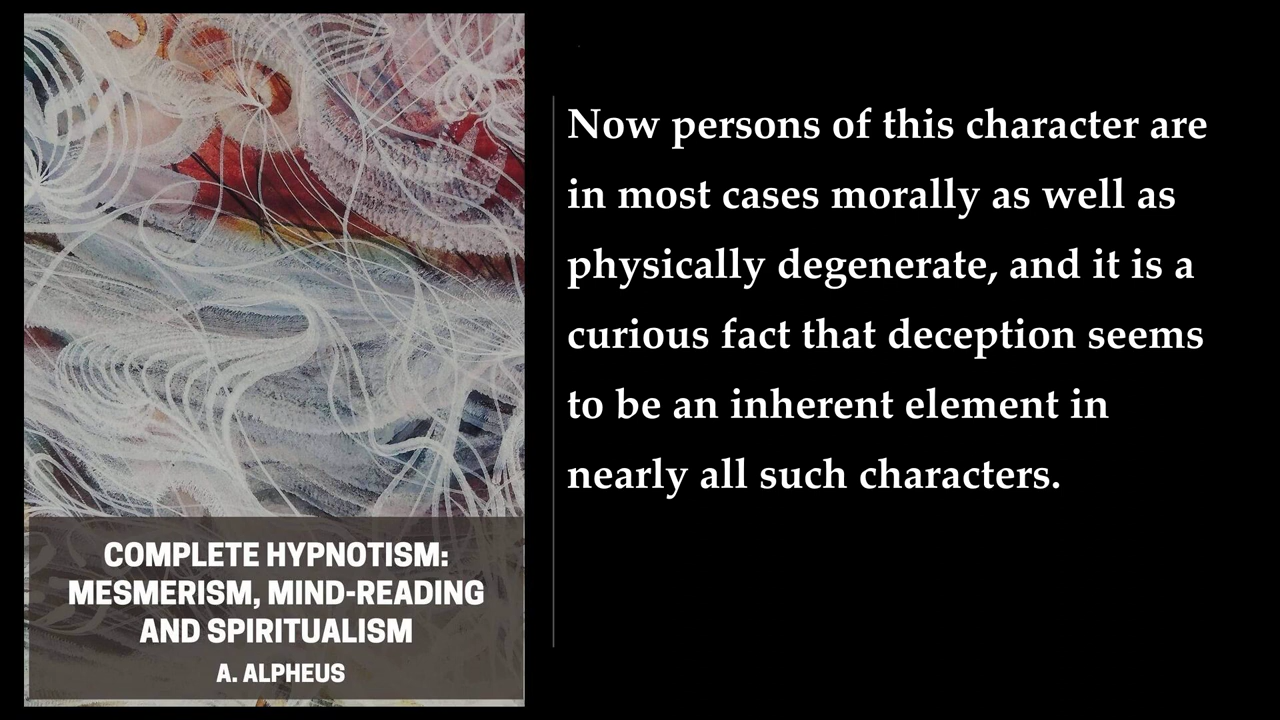 Now persons of this character are
in most cases morally as well as
physically degenerate, and it is a
curious fact that deception seems
to be an inherent element in
nearly all such characters.
COMPLETE HYPNOTISM:
MESMERISM, MIND-READING
AND SPIRITUALISM
A. ALPHEUS